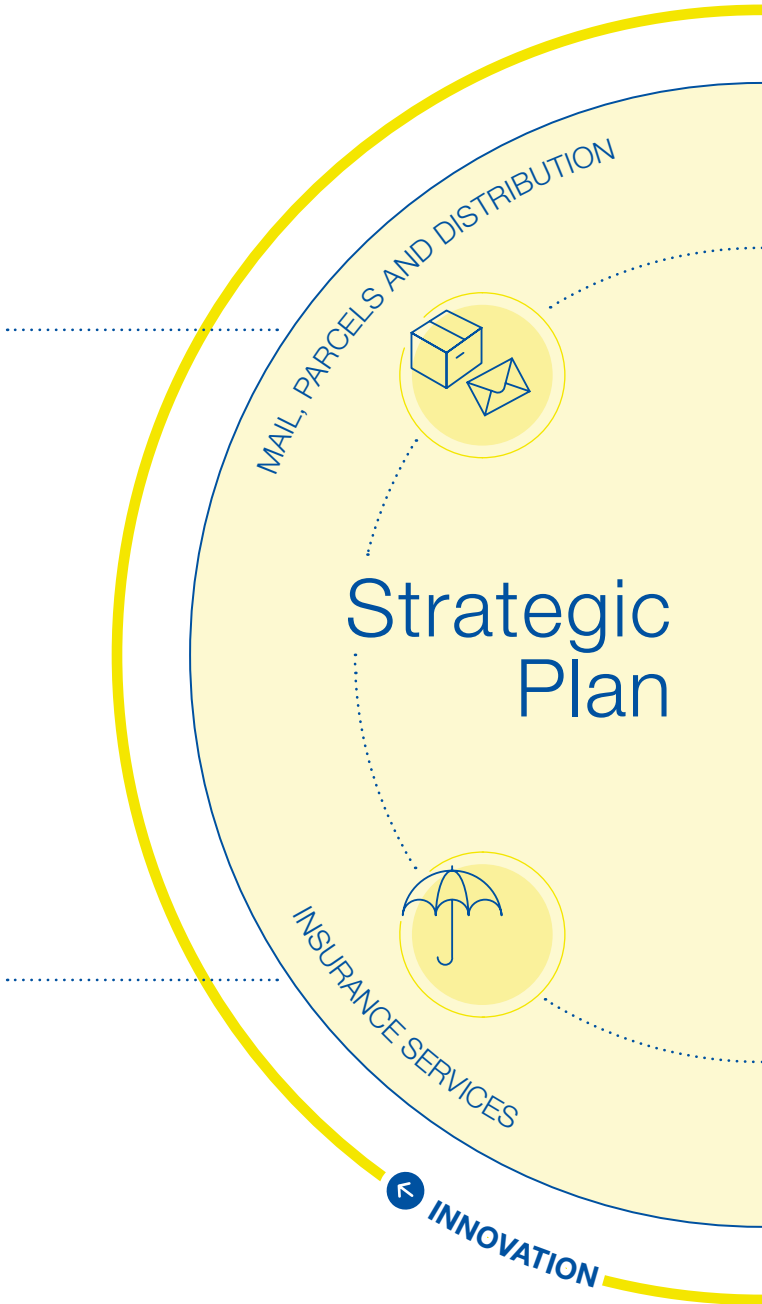 MAIL, PARCELS AND DISTRIBUTION
Strategic
Plan
INSURANCE SERVICES
INNOVATION